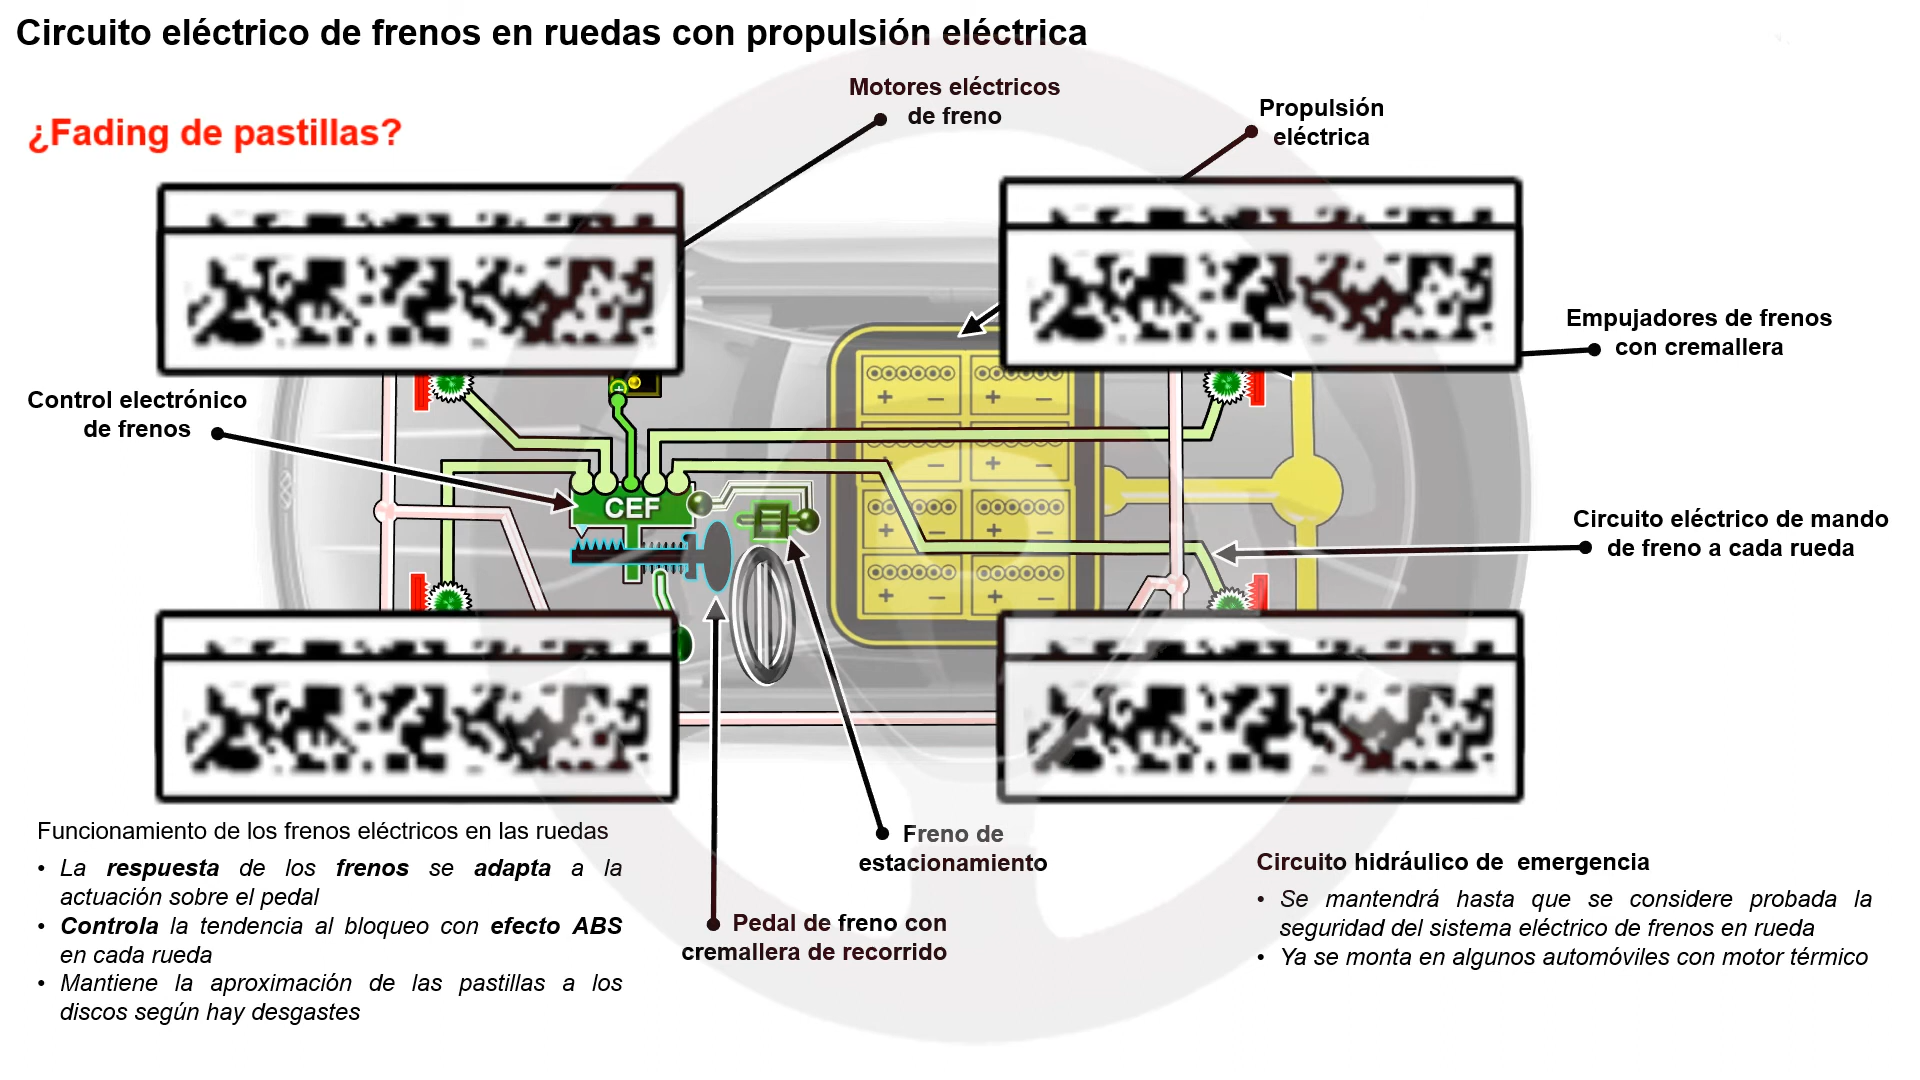 Circuito eléctrico de frenos en ruedas con propulsión eléctrica
¿Fading de pastillas?
Motores eléctricos
de freno
Propulsión
eléctrica
Empujadores de frenos
con cremallera
Control electrónico
de frenos
CEF
Circuito eléctrico de mando
de freno a cada rueda
Freno de
estacionamiento
Pedal de freno con
cremallera de recorrido
Funcionamiento de los frenos eléctricos en las ruedas
• La respuesta de los frenos se adapta a la
actuación sobre el pedal
• Controla la tendencia al bloqueo con efecto ABS
en cada rueda
• Mantiene la aproximación de las pastillas a los
discos según hay desgastes
Circuito hidráulico de emergencia
• Se mantendrá hasta que se considere probada la
seguridad del sistema eléctrico de frenos en rueda
• Ya se monta en algunos automóviles con motor térmico